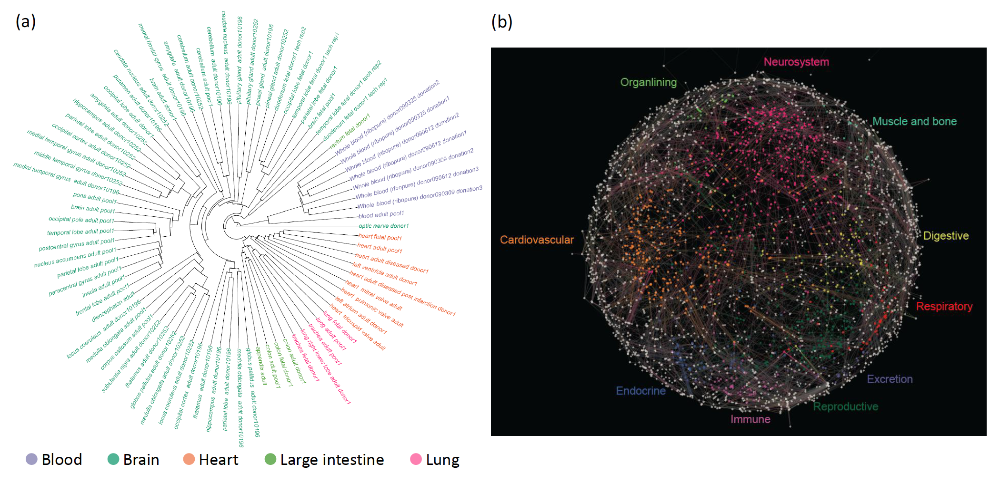 (a)
caudate nucleus adult donor10196
pituitary gland adult donor10196
pituitary gland adult donor10252
pineal gland adult donor10196
pineal gland adult donor10252
duodenum fetal donor1 tech rep2
occipital lobe fetal donor1
temporal lobe fetal donor1 tech rep1
parietal lobe fetal donor1
brain fetal pool1
temporal lobe fetal donor1 tech rep2
duodenum fetal donor1 tech rep1
rectum fetal donor1
Whole blood (ribopure) donor090325 donation2
Whole blood (ribopure) donor090325 donation1
Whole blood (ribopure) donor090612 donation2
Whole blood (ribopure) donor090612 donation1
Whole blood (ribopure) donor090309 donation2
Whole blood (ribopure) donor090612 donation3
Whole blood (ribopure) donor090309 donation3
blood adult pool1
optic nerve donor1
heart fetal pool1
heart adult pool1
heart adult diseased donor1
left ventricle adult donor1
heart adult diseased post infarction donor1
heart mitral valve adult
heart pulmonic valve adult
left atrium adult donor1
heart tricuspid valve adult
lung fetal donor1
lung adult pool1
trachea adult pool1
lung right lower lobe adult donor1
trachea fetal donor1
colon adult donor1
colon fetal donor1
colon adult pool1
appendix adult
globus pallidus adult donor10196
medulla oblongata adult donor10196
parietal lobe adult donor10196
hippocampus adult donor10196
thalamus adult donor10196
occipital cortex adult donor10196
locus coeruleus adult donor10252
medulla oblongata adult donor10252
globus pallidus adult donor10252
thalamus adult donor10252
substantia nigra adult donor10252
corpus callosum adult pool1
medulla oblongata adult pool1
locus coeruleus adult donor10196
diencephalon adult
frontal lobe adult pool1
insula adult pool1
paracentral gyrus adult pool1
parietal lobe adult pool1
nucleus accumbens adult pool1
postcentral gyrus adult pool1
temporal lobe adult pool1
occipital pole adult pool1
brain adult pool1
pons adult pool1
medial temporal gyrus adult donor10196
middle temporal gyrus donor10252
medial temporal gyrus adult donor10252
occipital cortex adult donor10252
parietal lobe adult donor10252
hippocampus adult donor10252
amygdala adult donor10252
occipital lobe adult donor1
putamen adult donor10196
caudate nucleus adult donor10252
brain adult donor1
medial frontal gyrus adult donor10196
amygdala adult donor10196
cerebellum adult donor10252
cerebellum adult pool1
cerebellum adult donor10196
Blood
Brain
Heart
Large intestine
Lung
(b)
Neurosystem
Organlining
Muscle and bone
Cardiovascular
Digestive
Respiratory
Excretion
Endocrine
Reproductive
Immune